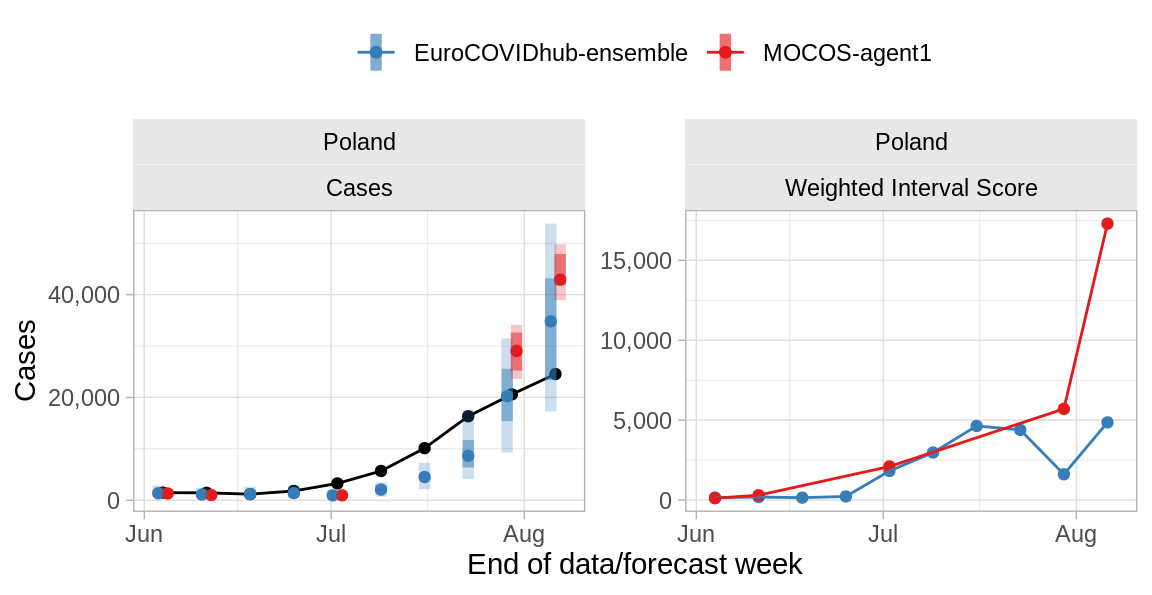 EuroCOVIDhub-ensemble MOCOS-agent1
Poland
Cases
Cases
40,000
20,000
0
Jun Jul Aug
Poland
Weighted Interval Score
15,000
10,000
5,000
0
Jun Jul Aug
End of data/forecast week